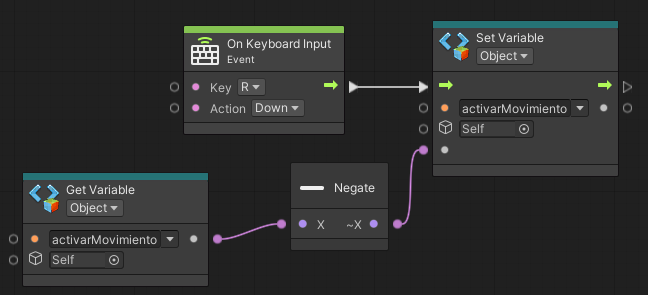 On Keyboard Input
Event
Key R
Action Down
Set Variable
Object
activarMovimiento
Self
Get Variable
Object
activarMovimiento
Self
Negate
X ~X